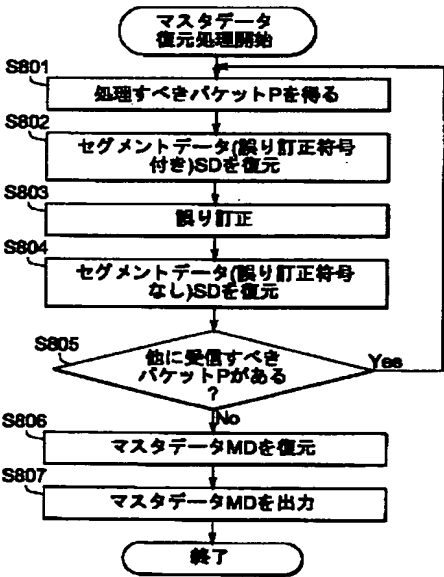 マスタデータ
復元処理開始
S801
処理すべきパケットPを得る
S802
セグメントデータ(誤り訂正符号
付き)SDを復元
S803
誤り訂正
S804
セグメントデータ(誤り訂正符号
なし)SDを復元
S805
他に受信すべき
パケットPがある
?
Yes
No
S806
マスタデータMDを復元
S807
マスタデータMDを出力
終了